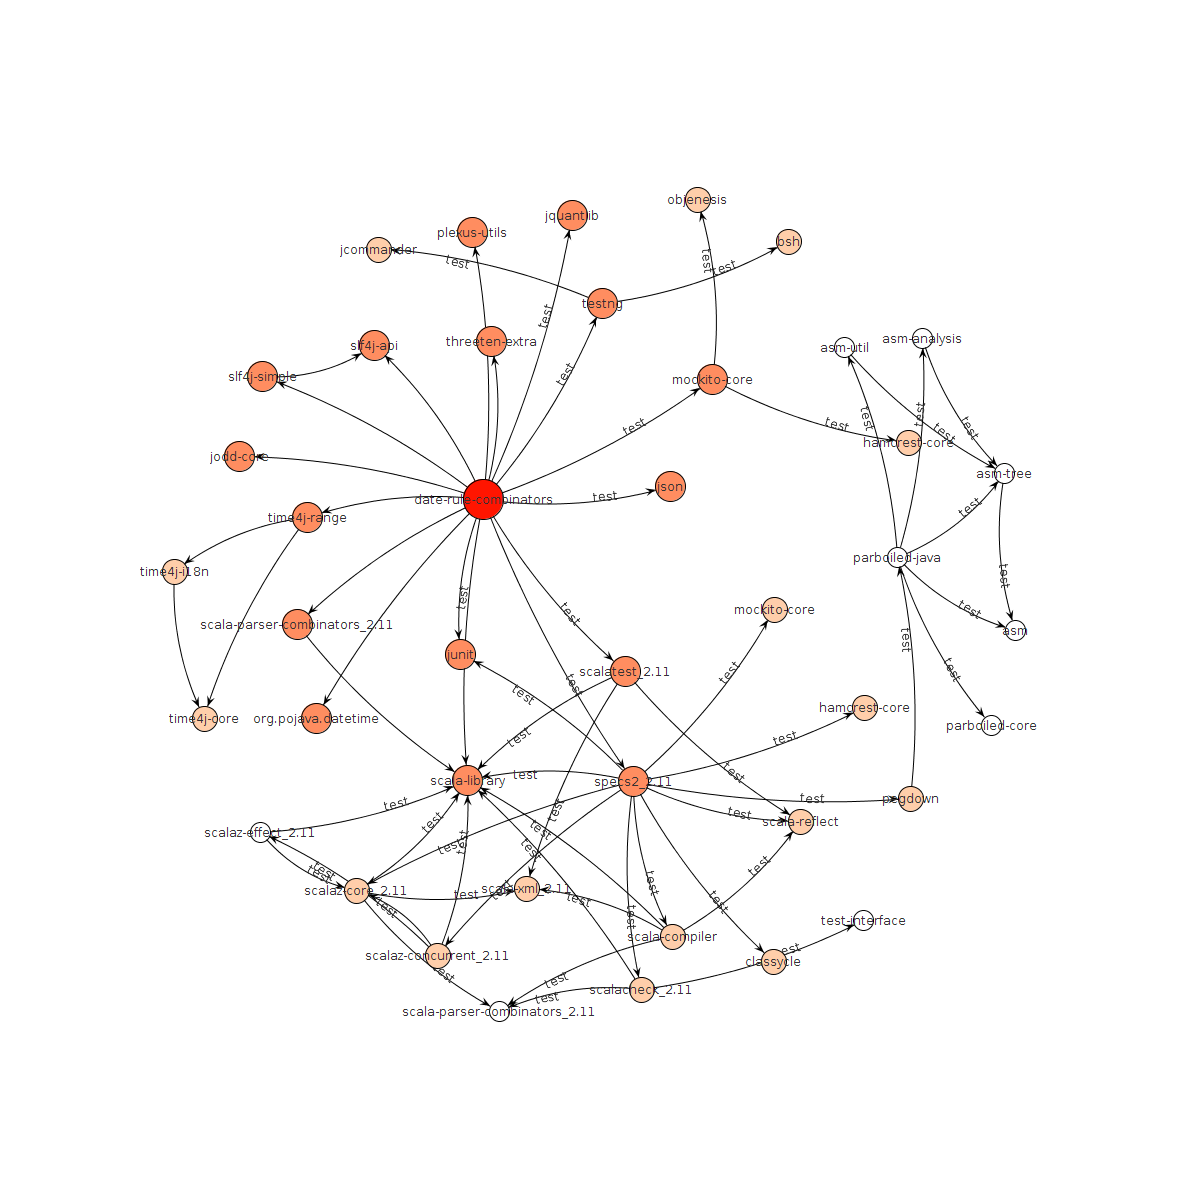 objenesis
jquantlib
plexus-utils
bsh
jcommander
test
test
test
testng
test
asm-analysis
threeten-extra
slf4j-api
asm-util
test
slf4j-simple
mockito-core
test
test
test
test
test
test
hamcrest-core
jodd-core
asm-tree
json
test
date-rule-combinators
test
time4j-range
parboiled-java
time4j-i18n
test
test
test
mockito-core
test
scala-parser-combinators_2.11
asm
test
junit
test
scalatest_2.11
test
test
test
hamcrest-core
time4j-core
org.pojava.datetime
parboiled-core
test
test
test
test
scala-library
specs2_2.11
test
pegdown
test
test
scala-reflect
test
test
test
scalaz-effect_2.11
test
test
test
test
test
test
test
scalaz-core_2.11
test
scala-xml_2.11
test
test
test
test
test
test-interface
scala-compiler
scalaz-concurrent_2.11
classycle
test
test
scalacheck_2.11
test
scala-parser-combinators_2.11